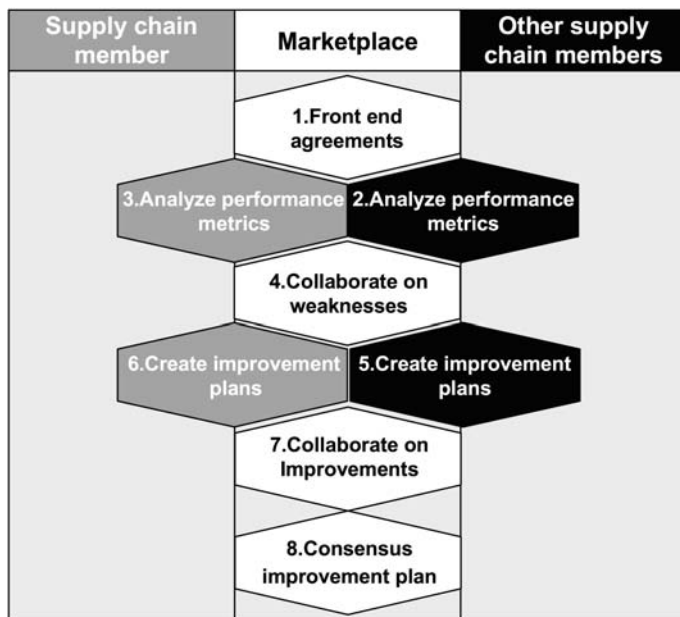 Supply chain
member
Marketplace
Other supply
chain members
1.Front end
agreements
3.Analyze performance
metrics
2.Analyze performance
metrics
4.Collaborate on
weaknesses
6.Create improvement
plans
5.Create improvement
plans
7.Collaborate on
Improvements
8.Consensus
improvement plan